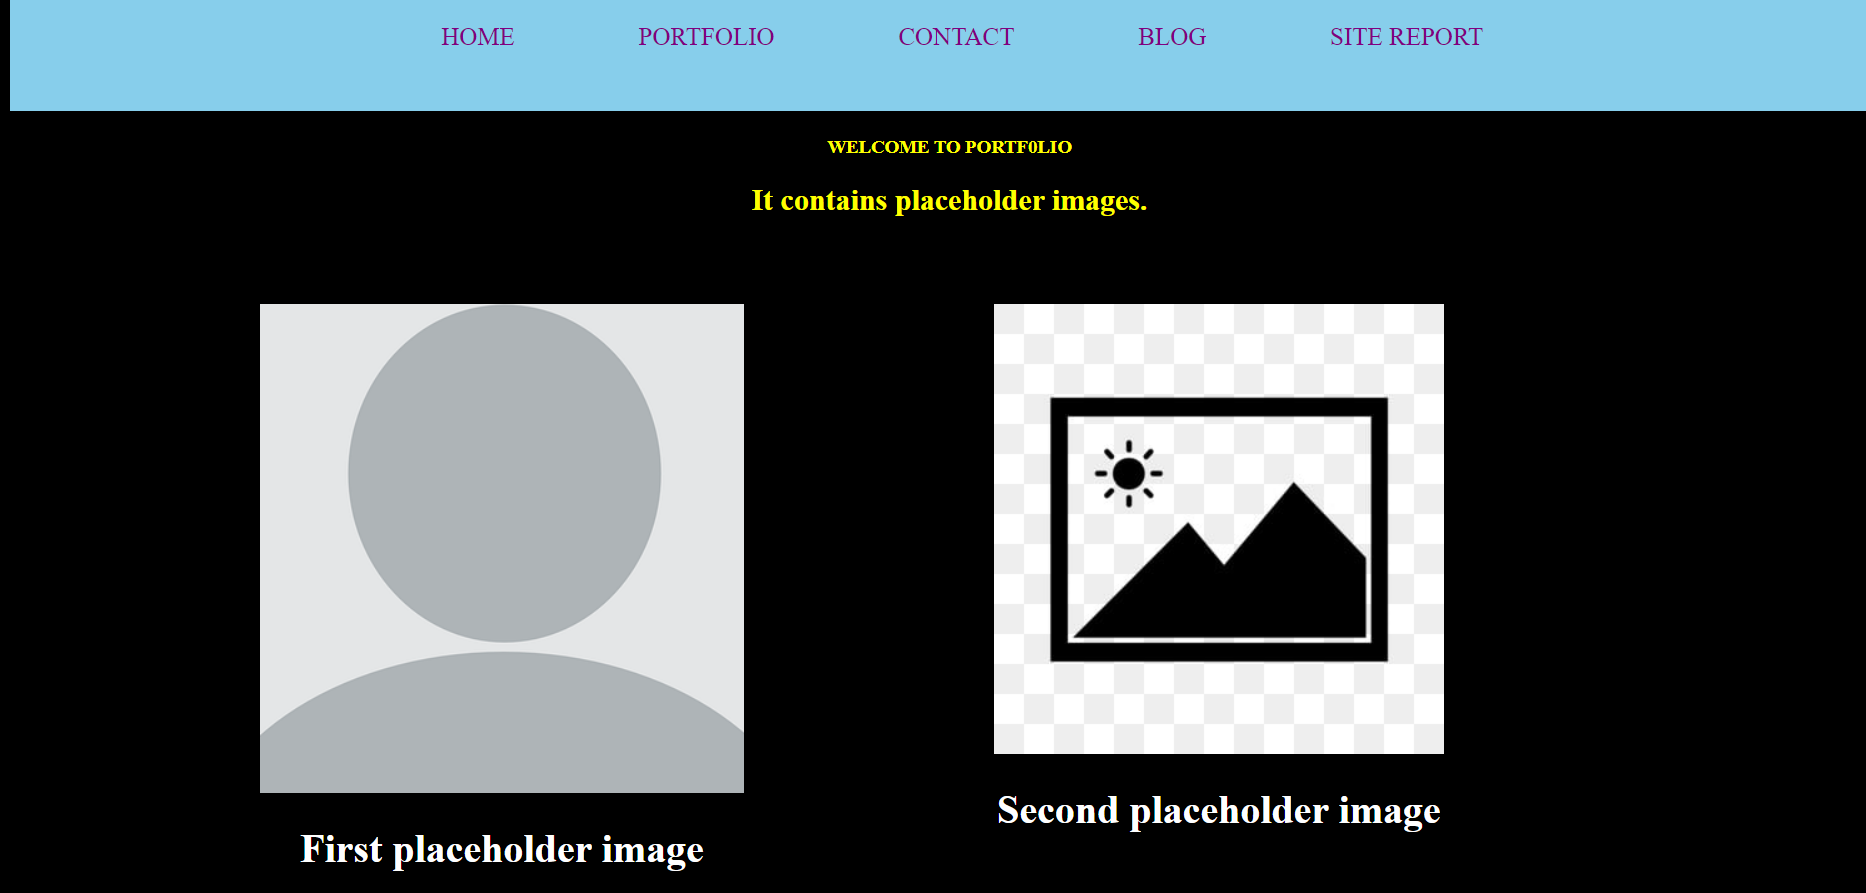 HOME PORTFOLIO CONTACT BLOG SITE REPORT
WELCOME TO PORTF0LIO
It contains placeholder images.
First placeholder image
Second placeholder image